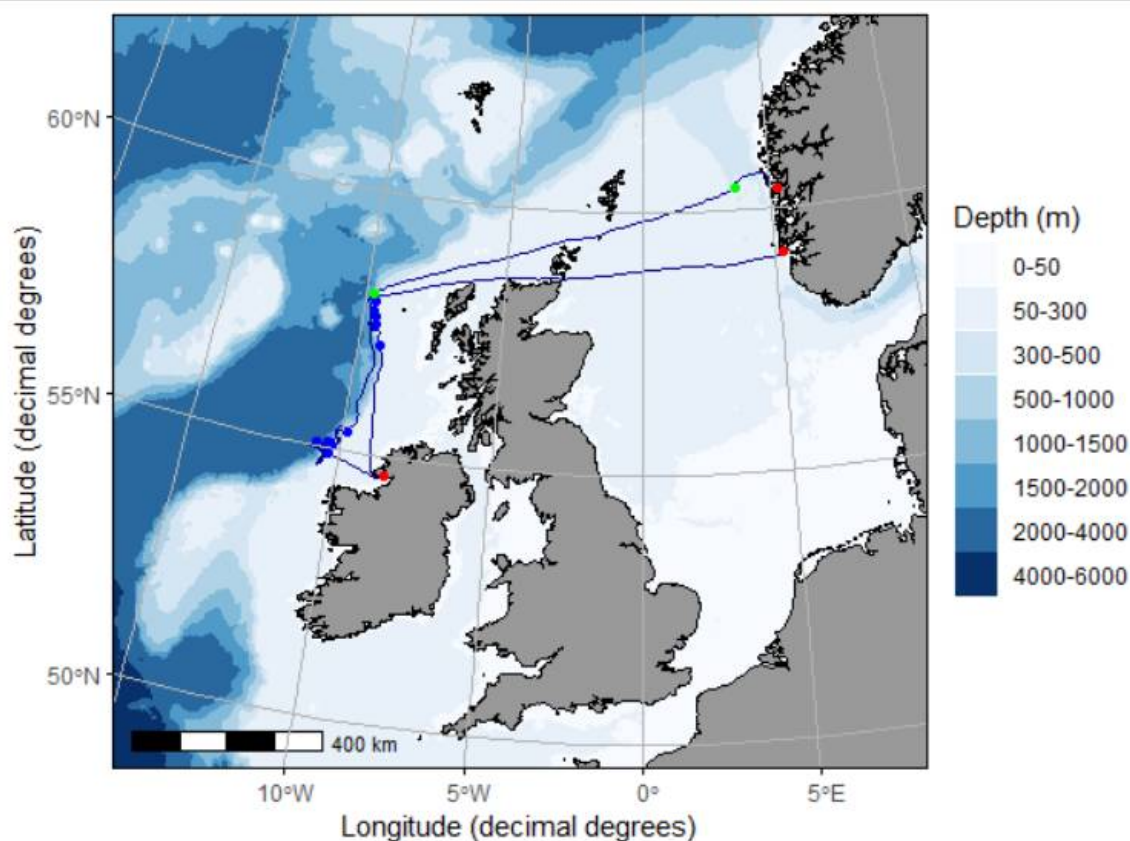 60°N
55°N
50°N
Latitude (decimal degrees)
400 km
10°W
5°W
0°
5°E
Longitude (decimal degrees)
Depth (m)
0-50
50-300
300-500
500-1000
1000-1500
1500-2000
2000-4000
4000-6000